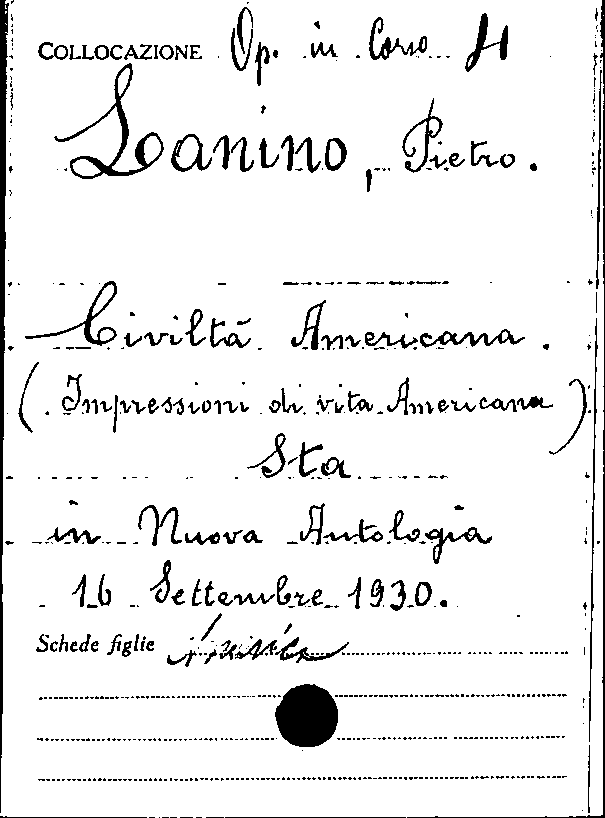 COLLOCAZIONE Op. in Corso H
Lanino, Pietro.
Civiltà Americana.
(Impressioni di vita Americana)
Sta
in Nuova Antologia
16 Settembre 1930.
Schede figlie